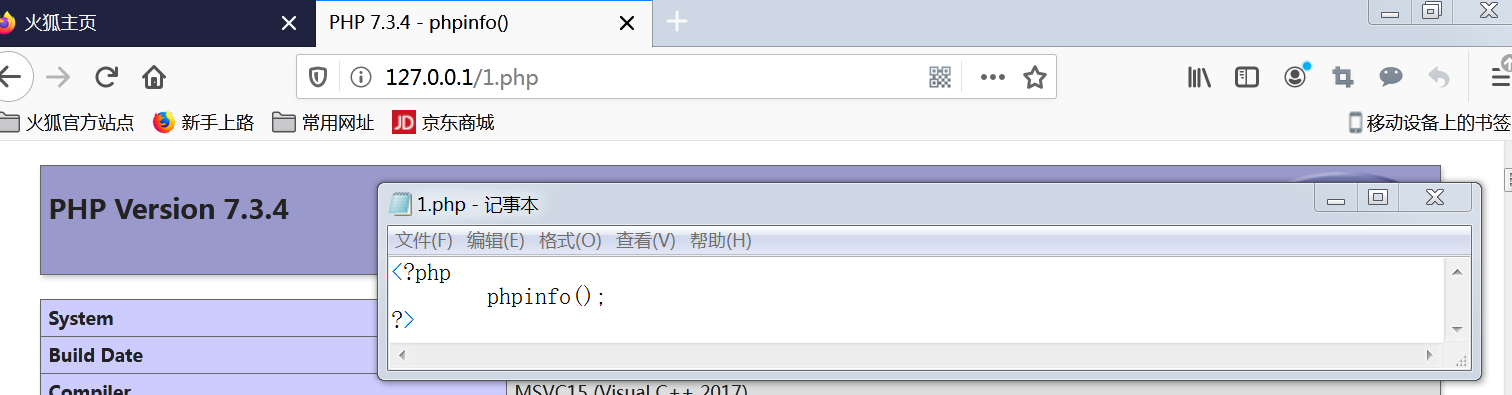 火狐主页
PHP 7.3.4 - phpinfo()
127.0.0.1/1.php
火狐官方站点 新手上路 常用网址 JD 京东商城 移动设备上的书签
PHP Version 7.3.4
1.php - 记事本
文件(F) 编辑(E) 格式(O) 查看(V) 帮助(H)
<?php
phpinfo();
?>
System
Build Date
Compiler MSVC15 (Visual C++ 2017)